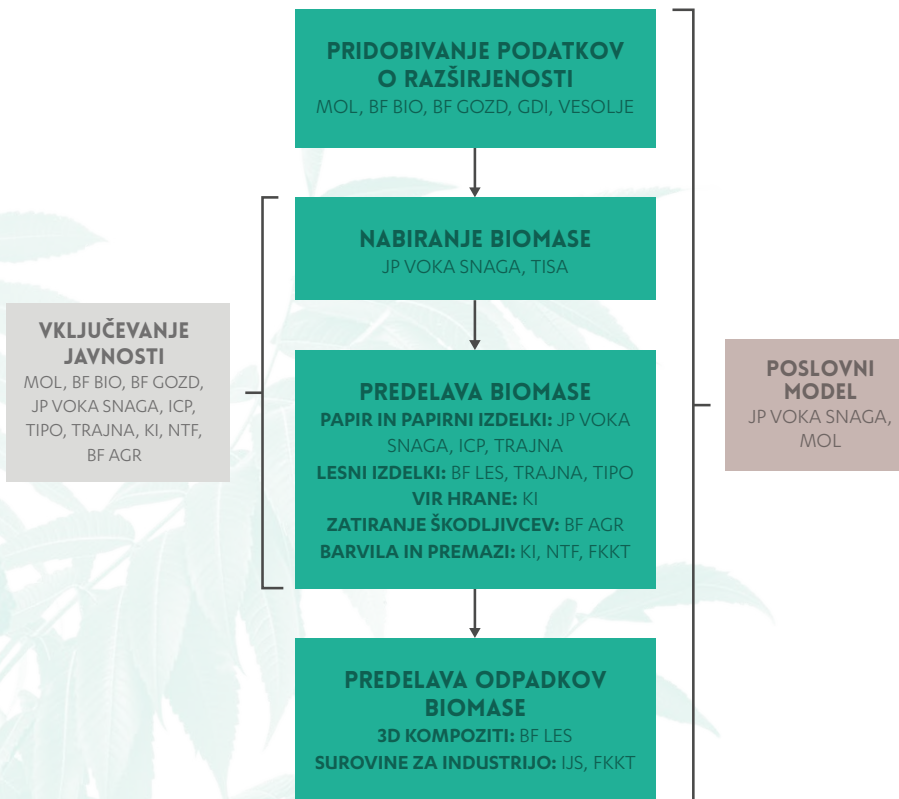 PRIDOBIVANJE PODATKOV
O RAZŠIRJENOSTI
MOL, BF BIO, BF GOZD, GDI, VESOLJE
NABIRANJE BIOMASE
JP VOKA SNAGA, TISA
VKLJUČEVANJE
JAVNOSTI
MOL, BF BIO, BF GOZD,
JP VOKA SNAGA, ICP,
TIPO, TRAJNA, KI, NTF,
BF AGR
PREDELAVA BIOMASE
PAPIR IN PAPIRNI IZDELKI: JP VOKA
SNAGA, ICP, TRAJNA
LESNI IZDELKI: BF LES, TRAJNA, TIPO
VIR HRANE: KI
ZATIRANJE ŠKODLJIVCEV: BF AGR
BARVILA IN PREMAZI: KI, NTF, FKKT
POSLOVNI
MODEL
JP VOKA SNAGA,
MOL
PREDELAVA ODPADKOV
BIOMASE
3D KOMPOZITI: BF LES
SUROVINE ZA INDUSTRIJO: IJS, FKKT